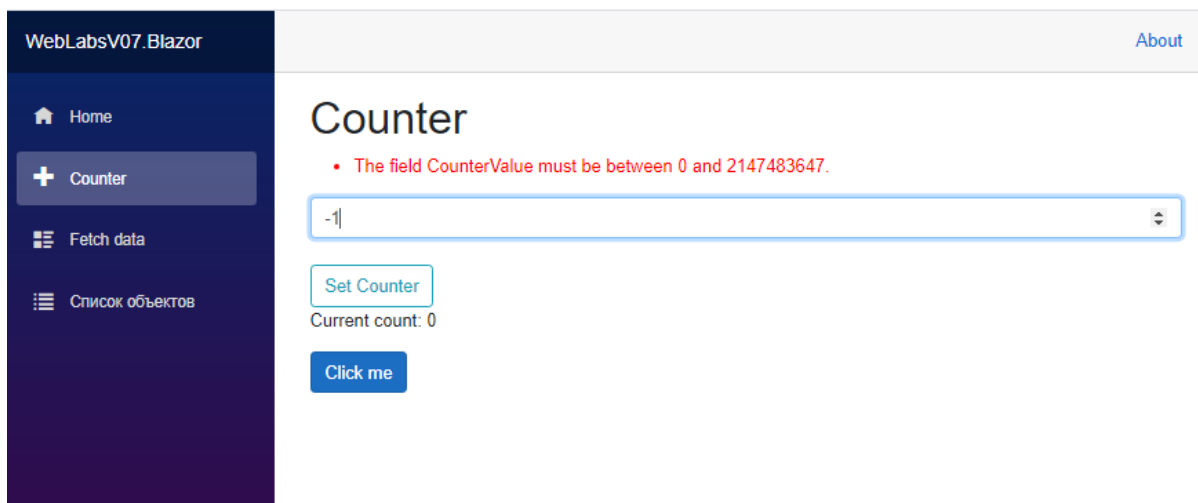 WebLabsV07.Blazor
About
Home
Counter
Fetch data
Список объектов
Counter
The field CounterValue must be between 0 and 2147483647.
-1
Set Counter
Current count: 0
Click me